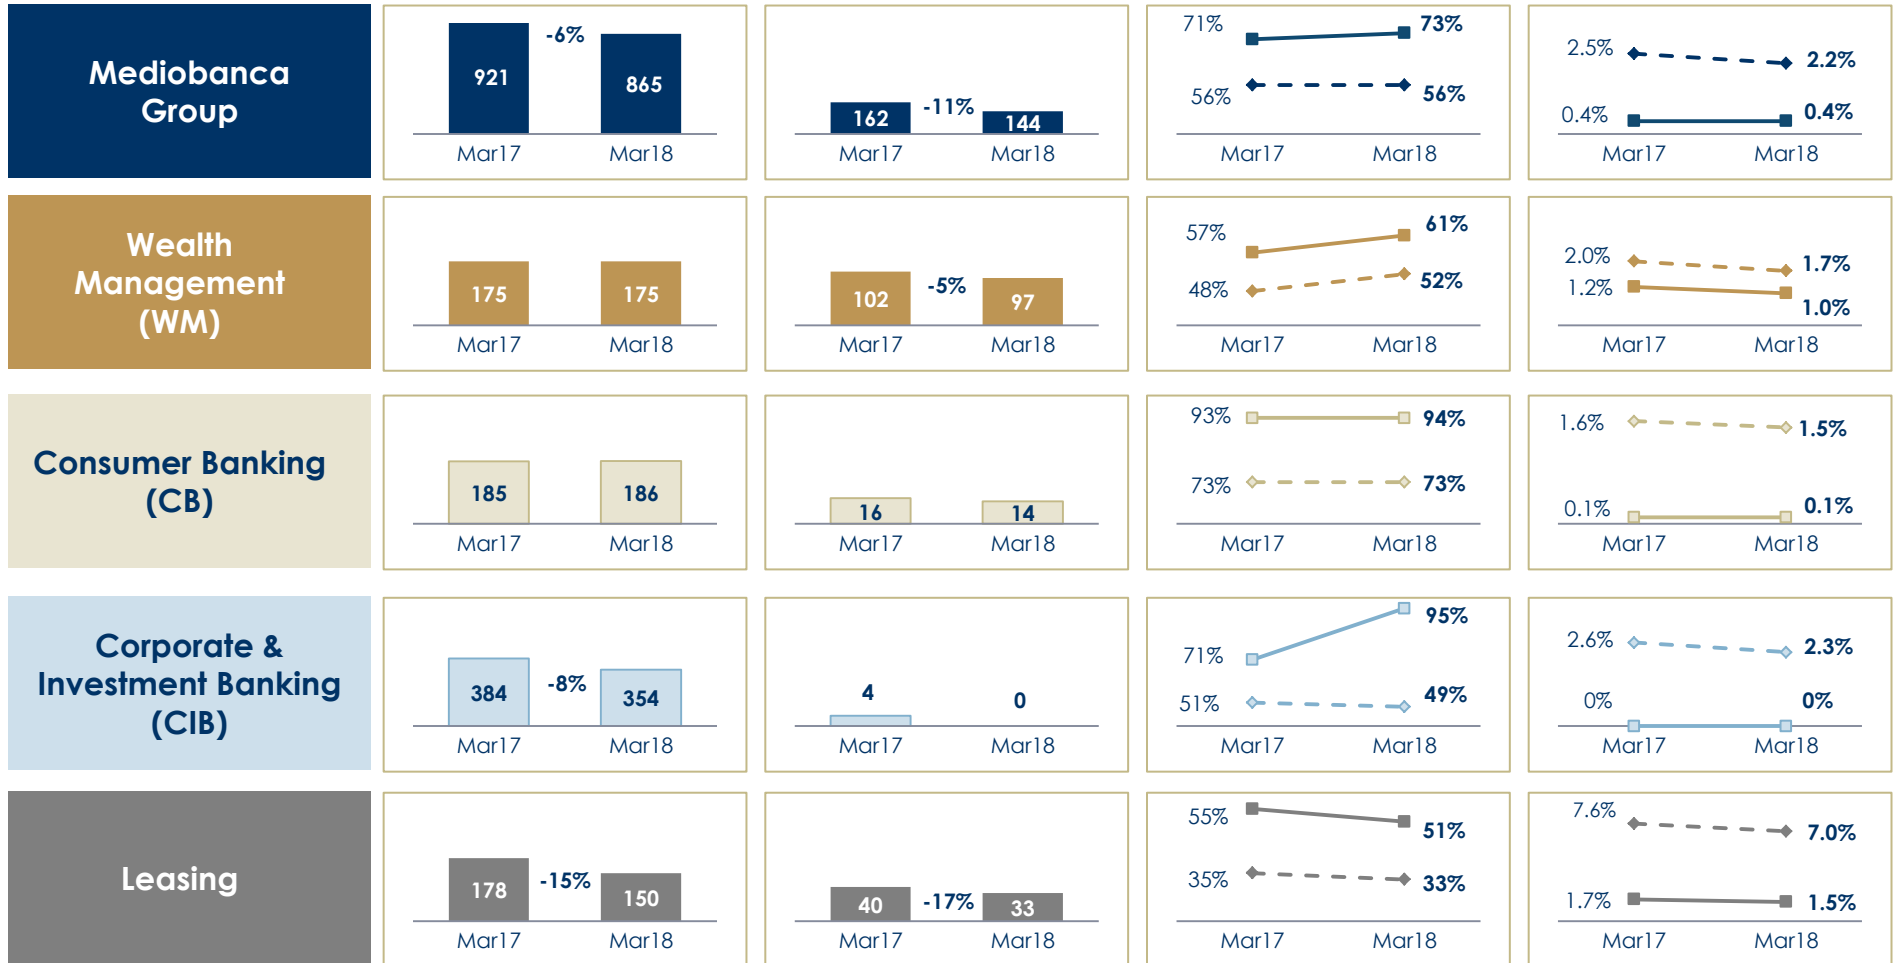 Mediobanca
Group
921
-6%
865
Mar17
Mar18
162
-11%
144
Mar17
Mar18
71%
73%
56%
56%
Mar17
Mar18
2.5%
2.2%
0.4%
0.4%
Mar17
Mar18
Wealth
Management
(WM)
175
175
Mar17
Mar18
102
-5%
97
Mar17
Mar18
57%
61%
48%
52%
Mar17
Mar18
2.0%
1.7%
1.2%
1.0%
Mar17
Mar18
Consumer Banking
(CB)
185
186
Mar17
Mar18
16
14
Mar17
Mar18
93%
94%
73%
73%
Mar17
Mar18
1.6%
1.5%
0.1%
0.1%
Mar17
Mar18
Corporate &
Investment Banking
(CIB)
384
-8%
354
Mar17
Mar18
4
0
Mar17
Mar18
71%
95%
51%
49%
Mar17
Mar18
2.6%
2.3%
0%
0%
Mar17
Mar18
Leasing
178
-15%
150
Mar17
Mar18
40
-17%
33
Mar17
Mar18
55%
51%
35%
33%
Mar17
Mar18
7.6%
7.0%
1.7%
1.5%
Mar17
Mar18